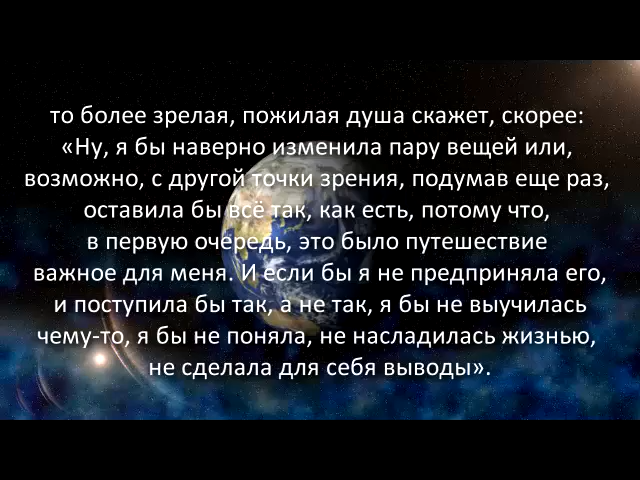 то более зрелая, пожилая душа скажет, скорее:
«Ну, я бы наверно изменила пару вещей или,
возможно, с другой точки зрения, подумав еще раз,
оставила бы всё так, как есть, потому что,
в первую очередь, это было путешествие
важное для меня. И если бы я не предприняла его,
и поступила бы так, а не так, я бы не выучилась
чему-то, я бы не поняла, не насладилась жизнью,
не сделала для себя выводы».